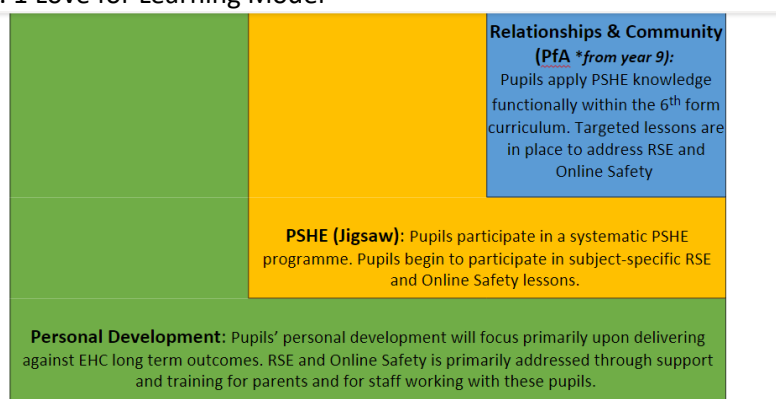 Relationships & Community
(PfA *from year 9):
Pupils apply PSHE knowledge
functionally within the 6th form
curriculum. Targeted lessons are
in place to address RSE and
Online Safety
PSHE (Jigsaw): Pupils participate in a systematic PSHE
programme. Pupils begin to participate in subject-specific RSE
and Online Safety lessons.
Personal Development: Pupils’ personal development will focus primarily upon delivering
against EHC long term outcomes. RSE and Online Safety is primarily addressed through support
and training for parents and for staff working with these pupils.